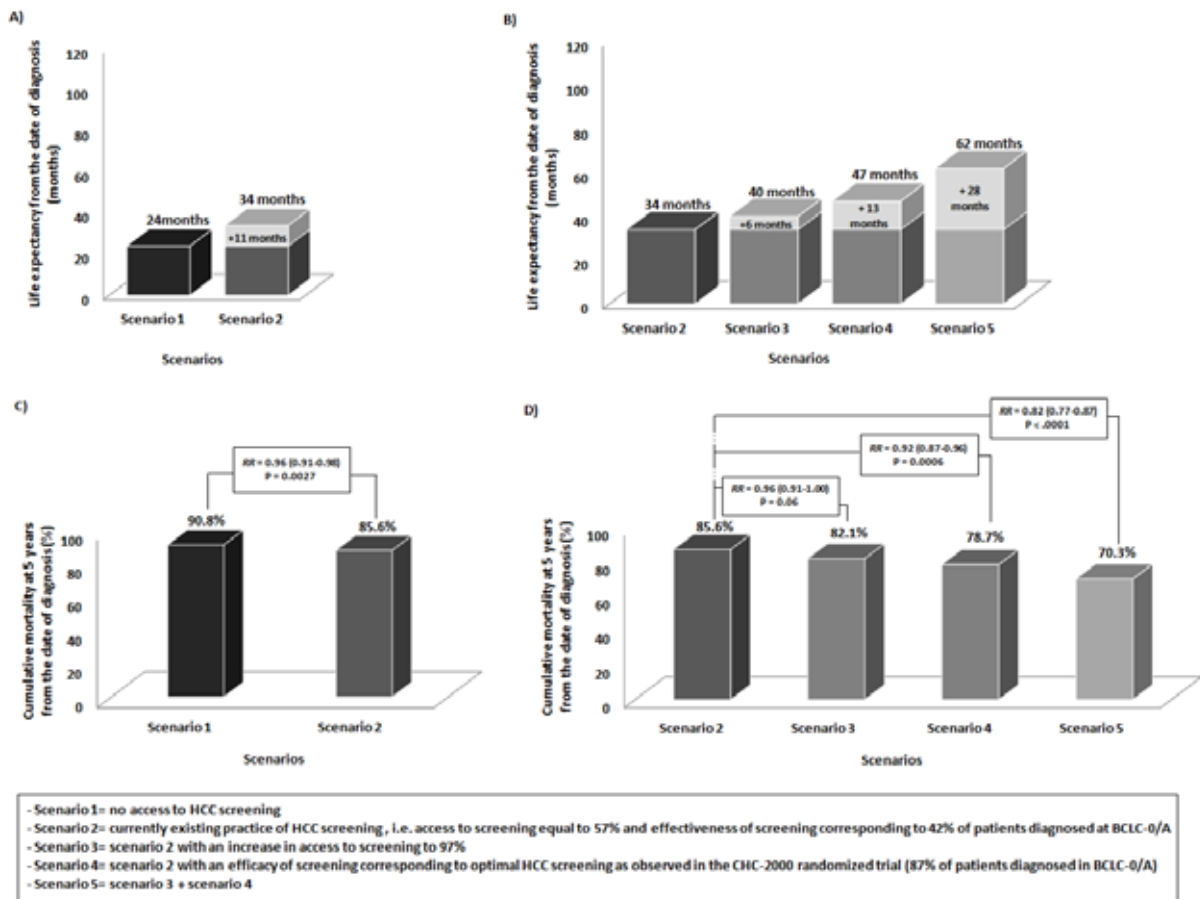 A)
Life expectancy from the date of diagnosis
(months)
120
100
80
60
40
20
0
24months
34 months
+11 months
Scenario 1
Scenario 2
Scenarios
B)
Life expectancy from the date of diagnosis
(months)
120
100
80
60
40
20
0
34 months
40 months
+6 months
47 months
+ 13
months
62 months
+ 28
months
Scenario 2
Scenario 3
Scenario 4
Scenario 5
Scenarios
C)
Cumulative mortality at 5 years
from the date of diagnosis (%)
100
80
60
40
20
0
RR = 0.96 (0.91-0.98)
P = 0.0027
90.8%
85.6%
Scenario 1
Scenario 2
Scenarios
D)
Cumulative mortality at 5 years
from the date of diagnosis (%)
100
80
60
40
20
0
RR = 0.82 (0.77-0.87)
P < .0001
RR = 0.92 (0.87-0.96)
P = 0.0006
RR = 0.96 (0.91-1.00)
P = 0.06
85.6%
82.1%
78.7%
70.3%
Scenario 2
Scenario 3
Scenario 4
Scenario 5
Scenarios
- Scenario 1= no access to HCC screening
- Scenario 2= currently existing practice of HCC screening , i.e. access to screening equal to 57% and effectiveness of screening corresponding to 42% of patients diagnosed at BCLC-0/A
- Scenario 3= scenario 2 with an increase in access to screening to 97%
- Scenario 4= scenario 2 with an efficacy of screening corresponding to optimal HCC screening as observed in the CHC-2000 randomized trial (87% of patients diagnosed in BCLC-0/A)
- Scenario 5= scenario 3 + scenario 4